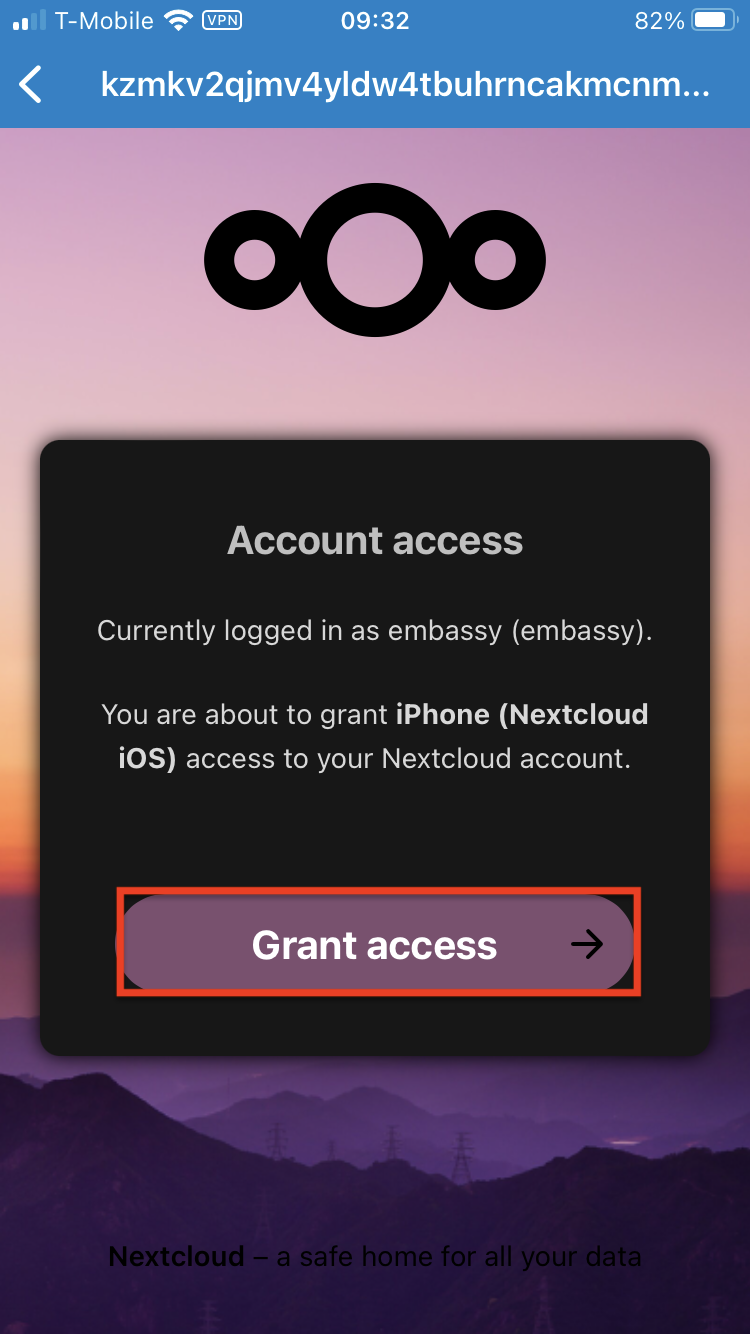 T-Mobile VPN 09:32 82%
kzmkv2qjmv4yldw4tbuhrncakmcnm...
Account access
Currently logged in as embassy (embassy).
You are about to grant iPhone (Nextcloud
iOS) access to your Nextcloud account.
Grant access
Nextcloud – a safe home for all your data